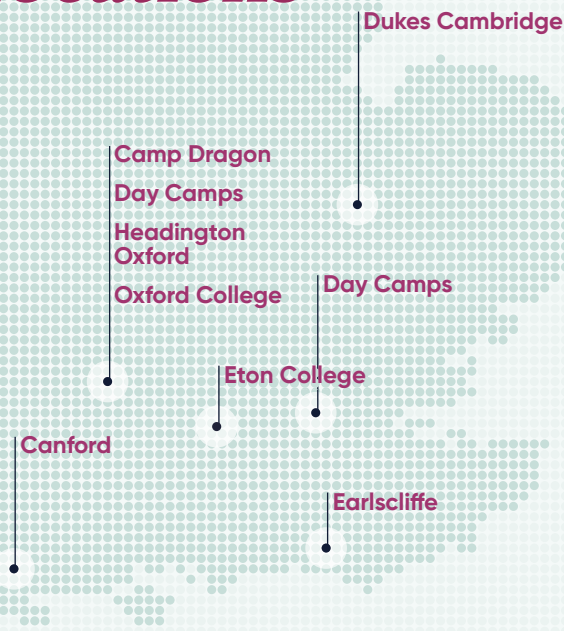 Dukes Cambridge
Camp Dragon
Day Camps
Headington
Oxford
Oxford College
Day Camps
Eton College
Canford
Earlscliffe